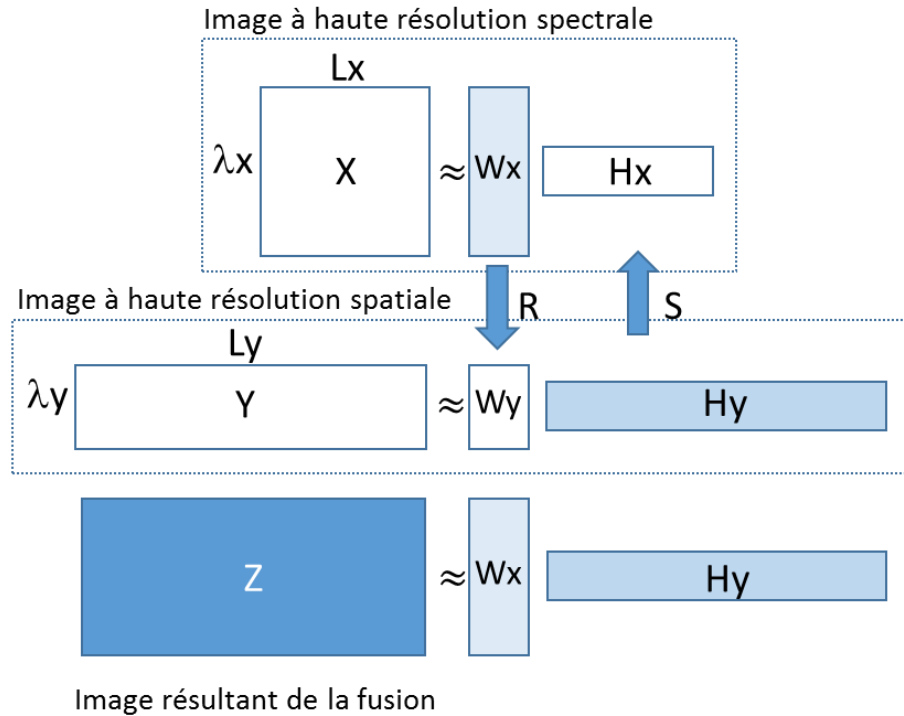 Image à haute résolution spectrale
Lx
λx X ≈ Wx Hx
R S
Image à haute résolution spatiale
Ly
λy Y ≈ Wy Hy
Z ≈ Wx Hy
Image résultant de la fusion